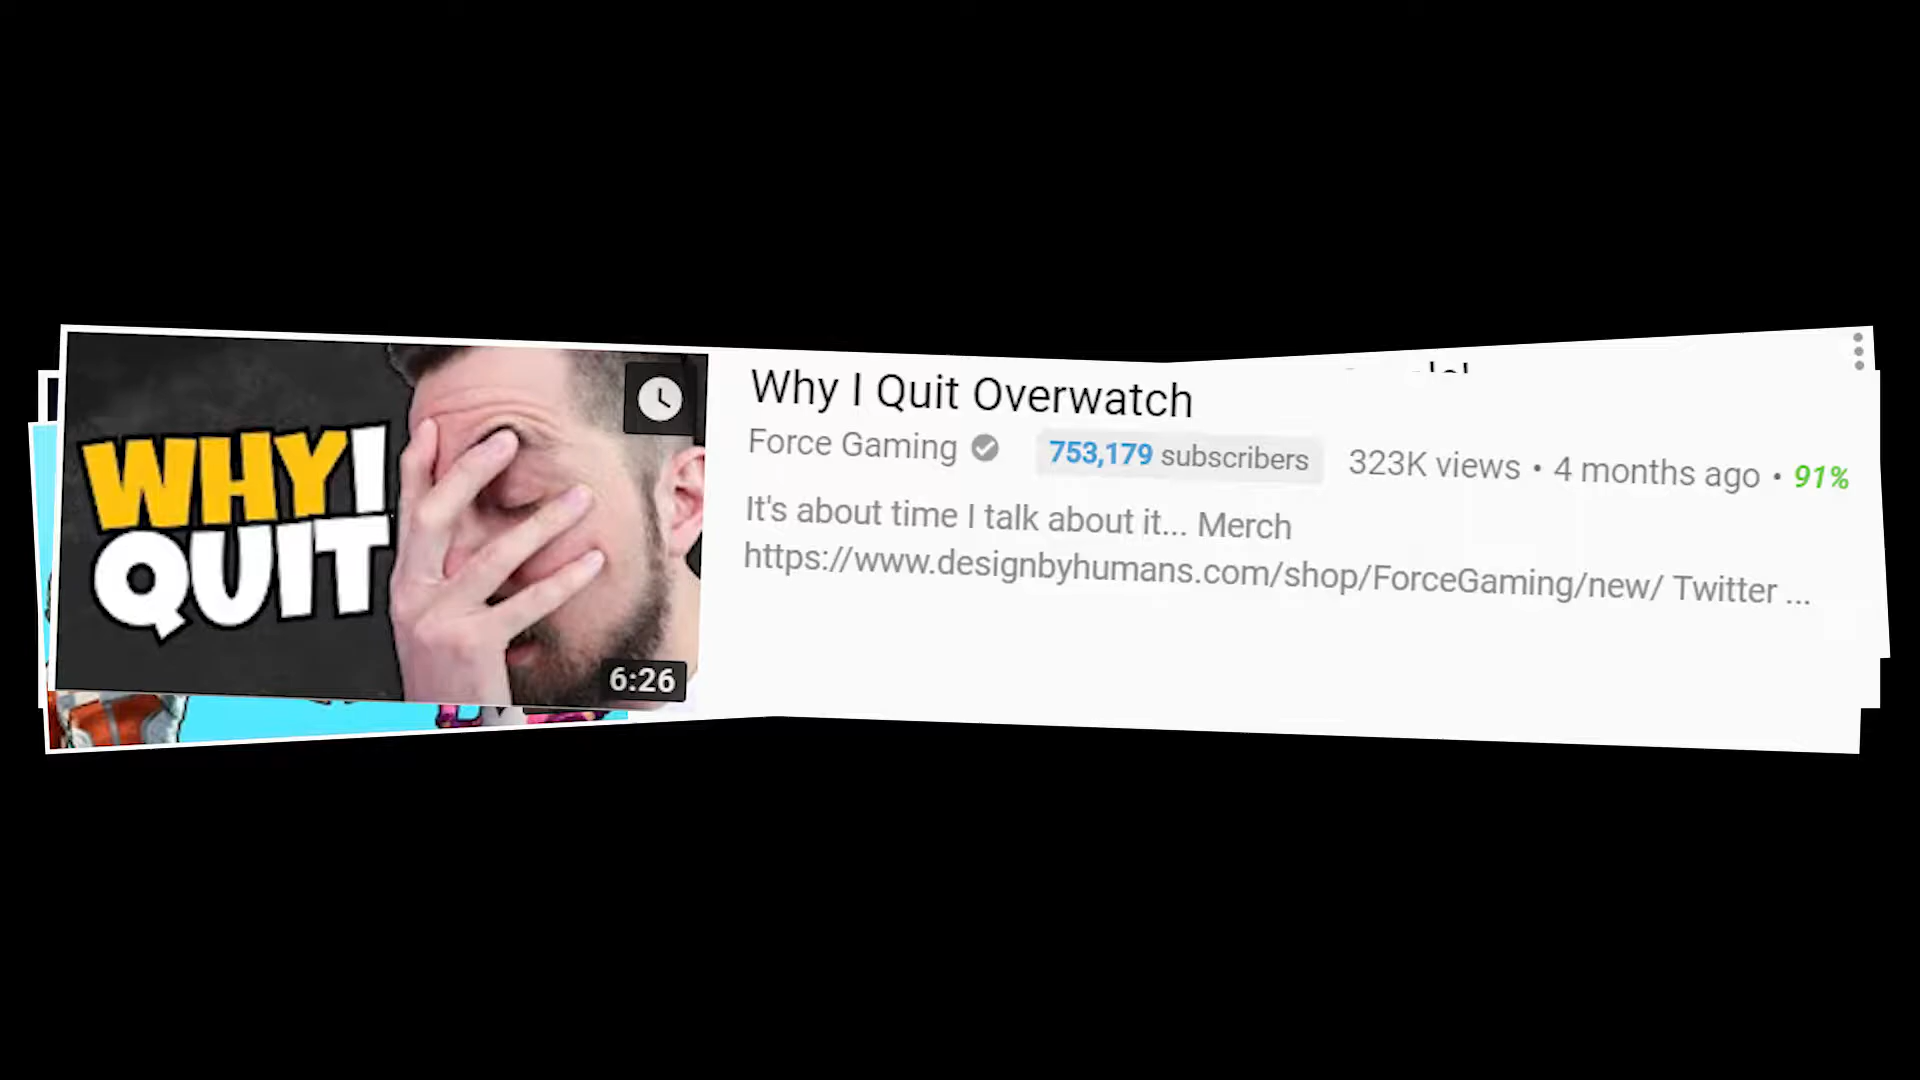 WHY I
QUIT
6:26
Why I Quit Overwatch
Force Gaming 753,179 subscribers 323K views • 4 months ago • 91%
It's about time I talk about it... Merch
https://www.designbyhumans.com/shop/ForceGaming/new/ Twitter ...